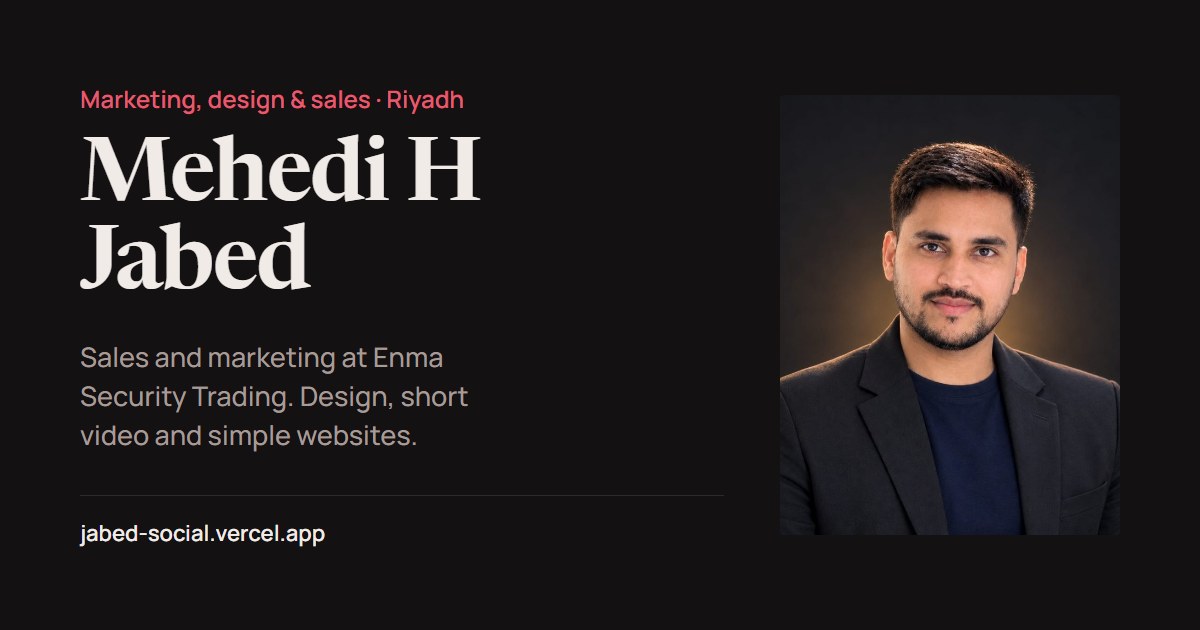 Marketing, design & sales · Riyadh
Mehedi H
Jabed
Sales and marketing at Enma
Security Trading. Design, short
video and simple websites.
jabed-social.vercel.app